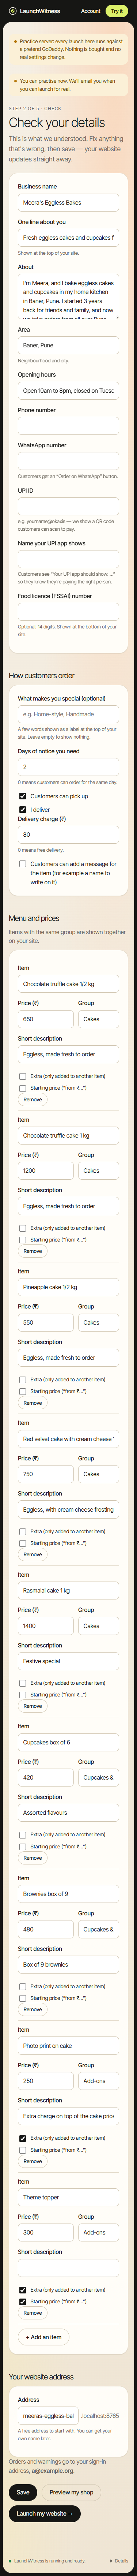 LaunchWitness
Account
Try it
Practice server: every launch here runs against
a pretend GoDaddy. Nothing is bought and no
real settings change.
You can practise now. We'll email you when
you can launch for real.
STEP 2 OF 5 · CHECK
Check your details
This is what we understood. Fix anything
that's wrong, then save — your website
updates straight away.
Business name
Meera's Eggless Bakes
One line about you
Fresh eggless cakes and cupcakes f
Shown at the top of your site.
About
I'm Meera, and I bake eggless cakes
and cupcakes in my home kitchen
in Baner, Pune. I started 3 years
back for friends and family, and now
Area
Baner, Pune
Neighbourhood and city.
Opening hours
Open 10am to 8pm, closed on Tuesc
Phone number
WhatsApp number
Customers get an "Order on WhatsApp" button.
UPI ID
e.g. yourname@okaxis — we show a QR code
customers can scan to pay.
Name your UPI app shows
Customers see "Your UPI app should show: …"
so they know they're paying the right person.
Food licence (FSSAI) number
Optional, 14 digits. Shown at the bottom of your
site.
How customers order
What makes you special (optional)
e.g. Home-style, Handmade
A few words shown as a label at the top of your
site. Leave empty to show nothing.
Days of notice you need
2
0 means customers can order for the same day.
Customers can pick up
I deliver
Delivery charge (₹)
80
0 means free delivery.
Customers can add a message for
the item (for example a name to
write on it)
Menu and prices
Items with the same group are shown together
on your site.
Item
Chocolate truffle cake 1/2 kg
Price (₹) Group
650 Cakes
Short description
Eggless, made fresh to order
Extra (only added to another item)
Starting price ("from ₹…")
Remove
Item
Chocolate truffle cake 1 kg
Price (₹) Group
1200 Cakes
Short description
Eggless, made fresh to order
Extra (only added to another item)
Starting price ("from ₹…")
Remove
Item
Pineapple cake 1/2 kg
Price (₹) Group
550 Cakes
Short description
Eggless, made fresh to order
Extra (only added to another item)
Starting price ("from ₹…")
Remove
Item
Red velvet cake with cream cheese
Price (₹) Group
750 Cakes
Short description
Eggless, with cream cheese frosting
Extra (only added to another item)
Starting price ("from ₹…")
Remove
Item
Rasmalai cake 1 kg
Price (₹) Group
1400 Cakes
Short description
Festive special
Extra (only added to another item)
Starting price ("from ₹…")
Remove
Item
Cupcakes box of 6
Price (₹) Group
420 Cupcakes &
Short description
Assorted flavours
Extra (only added to another item)
Starting price ("from ₹…")
Remove
Item
Brownies box of 9
Price (₹) Group
480 Cupcakes &
Short description
Box of 9 brownies
Extra (only added to another item)
Starting price ("from ₹…")
Remove
Item
Photo print on cake
Price (₹) Group
250 Add-ons
Short description
Extra charge on top of the cake pric
Extra (only added to another item)
Starting price ("from ₹…")
Remove
Item
Theme topper
Price (₹) Group
300 Add-ons
Short description
Extra (only added to another item)
Starting price ("from ₹…")
Remove
+ Add an item
Your website address
Address
meeras-eggless-bal .localhost:8765
A free address to start with. You can get your
own name later.
Orders and earnings go to your sign-in
address, a@example.org.
Save
Preview my shop
Launch my website →
LaunchWitness is running and ready.
Details